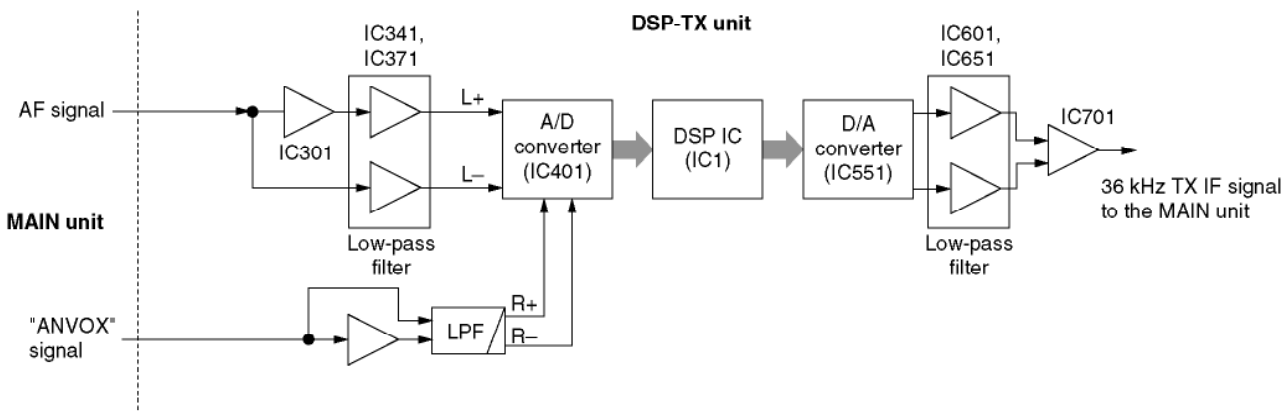 DSP-TX unit
IC341,
IC371
IC601,
IC651
AF signal
IC301
L+
L–
A/D
converter
(IC401)
DSP IC
(IC1)
D/A
converter
(IC551)
IC701
36 kHz TX IF signal
to the MAIN unit
MAIN unit
Low-pass
filter
Low-pass
filter
"ANVOX"
signal
LPF
R+
R–